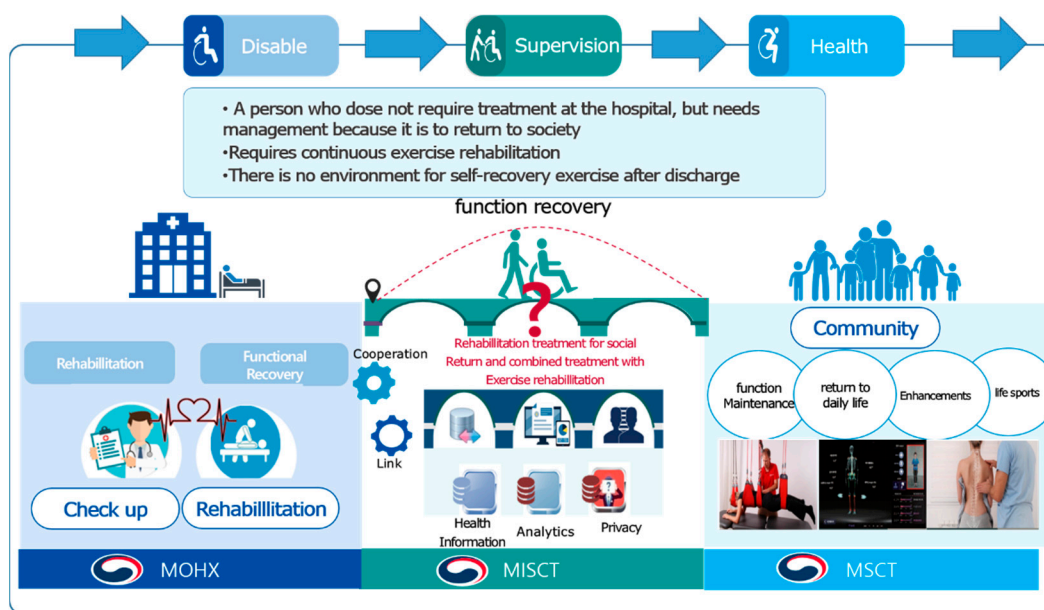 Disable
Supervision
Health
• A person who dose not require treatment at the hospital, but needs
management because it is to return to society
•Requires continuous exercise rehabilitation
•There is no environment for self-recovery exercise after discharge
function recovery
Rehabillitation
Functional
Recovery
Check up
Rehabilllitation
MOHX
Cooperation
Link
?
Rehabillitation treatment for social
Return and combined treatment with
Exercise rehabillitation
Health
Information
Analytics
Privacy
MISCT
Community
function
Maintenance
return to
daily life
Enhancements
life sports
MSCT